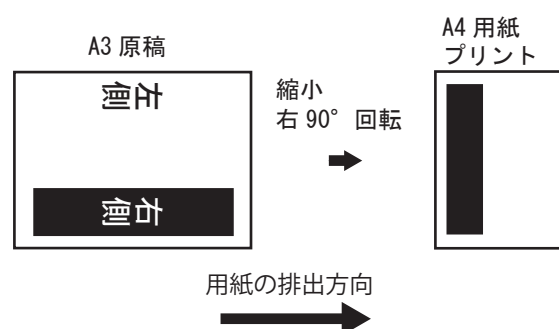 A3 原稿
左側
右側
縮小
右 90° 回転
A4 用紙
プリント
用紙の排出方向